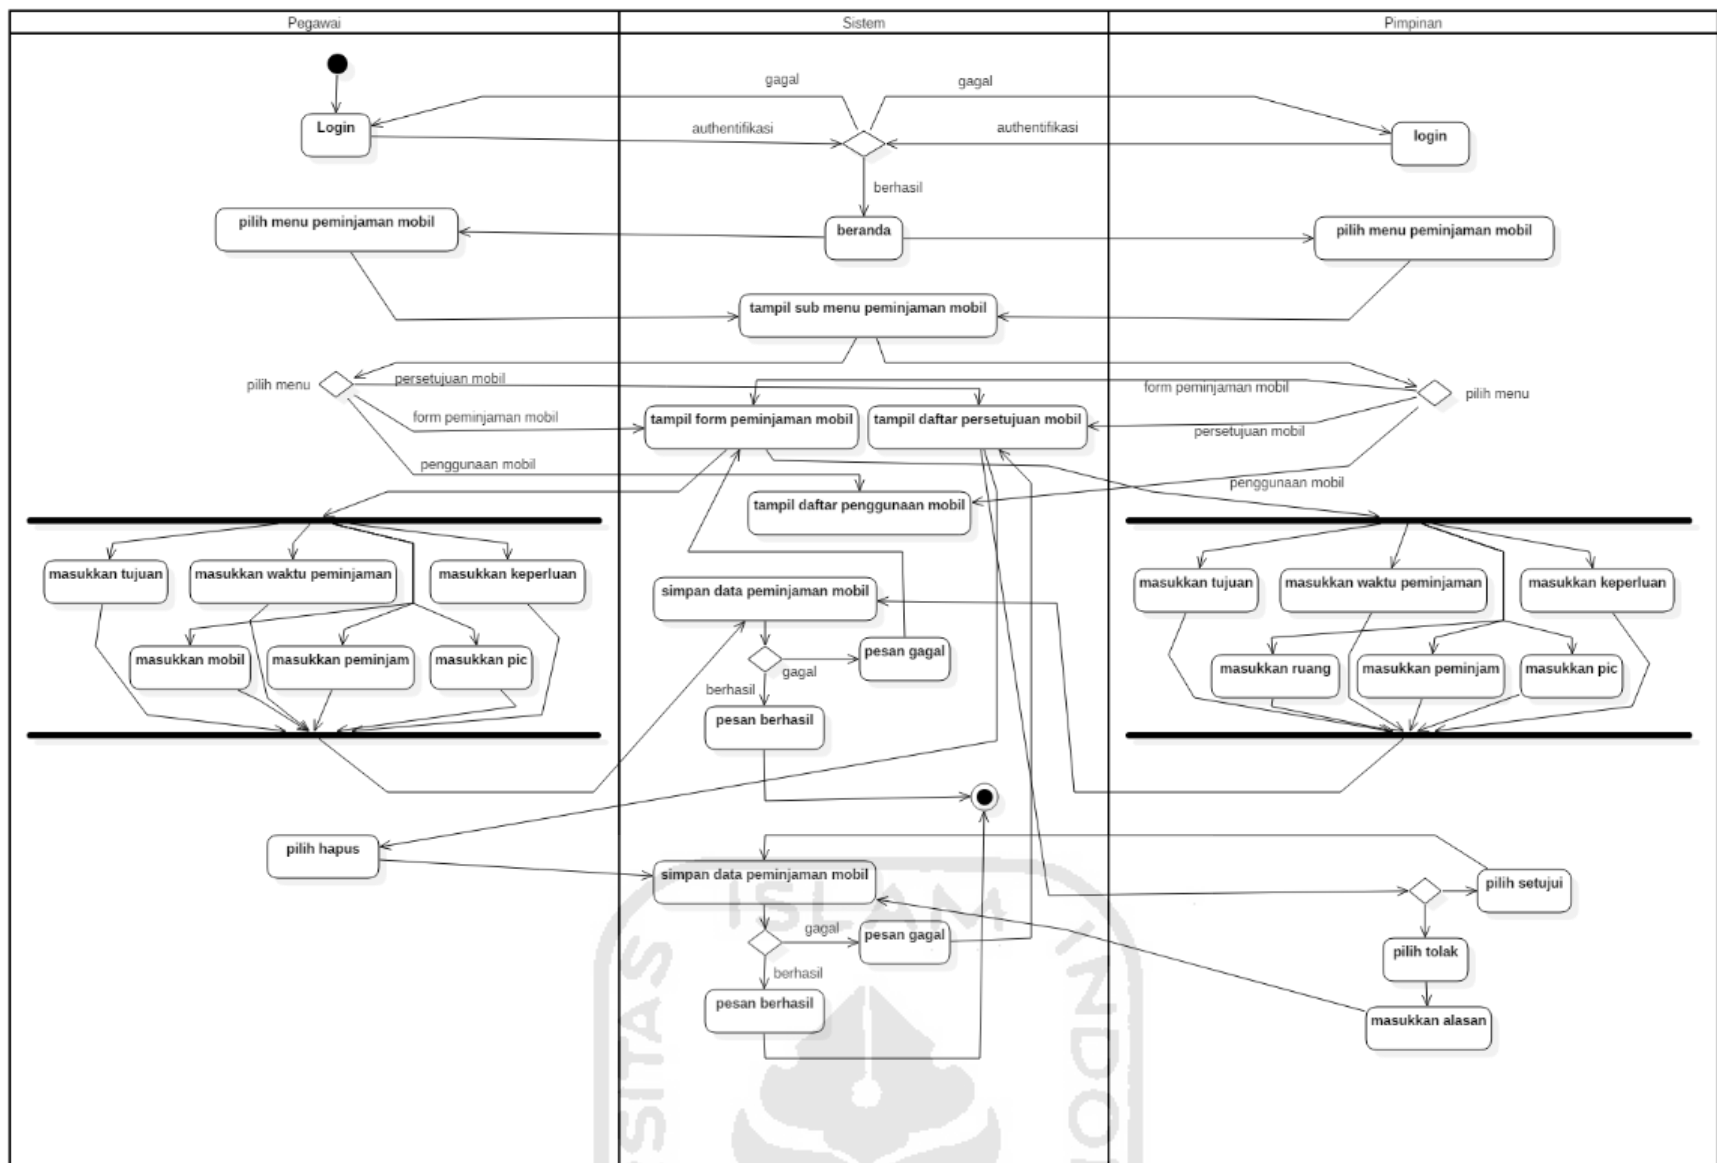 Pegawai
Sistem
Pimpinan
gagal
gagal
Login
authentifikasi
authentifikasi
login
berhasil
pilih menu peminjaman mobil
beranda
pilih menu peminjaman mobil
tampil sub menu peminjaman mobil
pilih menu
persetujuan mobil
form peminjaman mobil
pilih menu
form peminjaman mobil
tampil form peminjaman mobil
tampil daftar persetujuan mobil
persetujuan mobil
penggunaan mobil
penggunaan mobil
tampil daftar penggunaan mobil
masukkan tujuan
masukkan waktu peminjaman
masukkan keperluan
simpan data peminjaman mobil
masukkan tujuan
masukkan waktu peminjaman
masukkan keperluan
masukkan mobil
masukkan peminjam
masukkan pic
gagal
pesan gagal
masukkan ruang
masukkan peminjam
masukkan pic
berhasil
pesan berhasil
pilih hapus
simpan data peminjaman mobil
pilih setujui
gagal
pesan gagal
pilih tolak
berhasil
pesan berhasil
masukkan alasan
ISLAM
SITAS
INDO